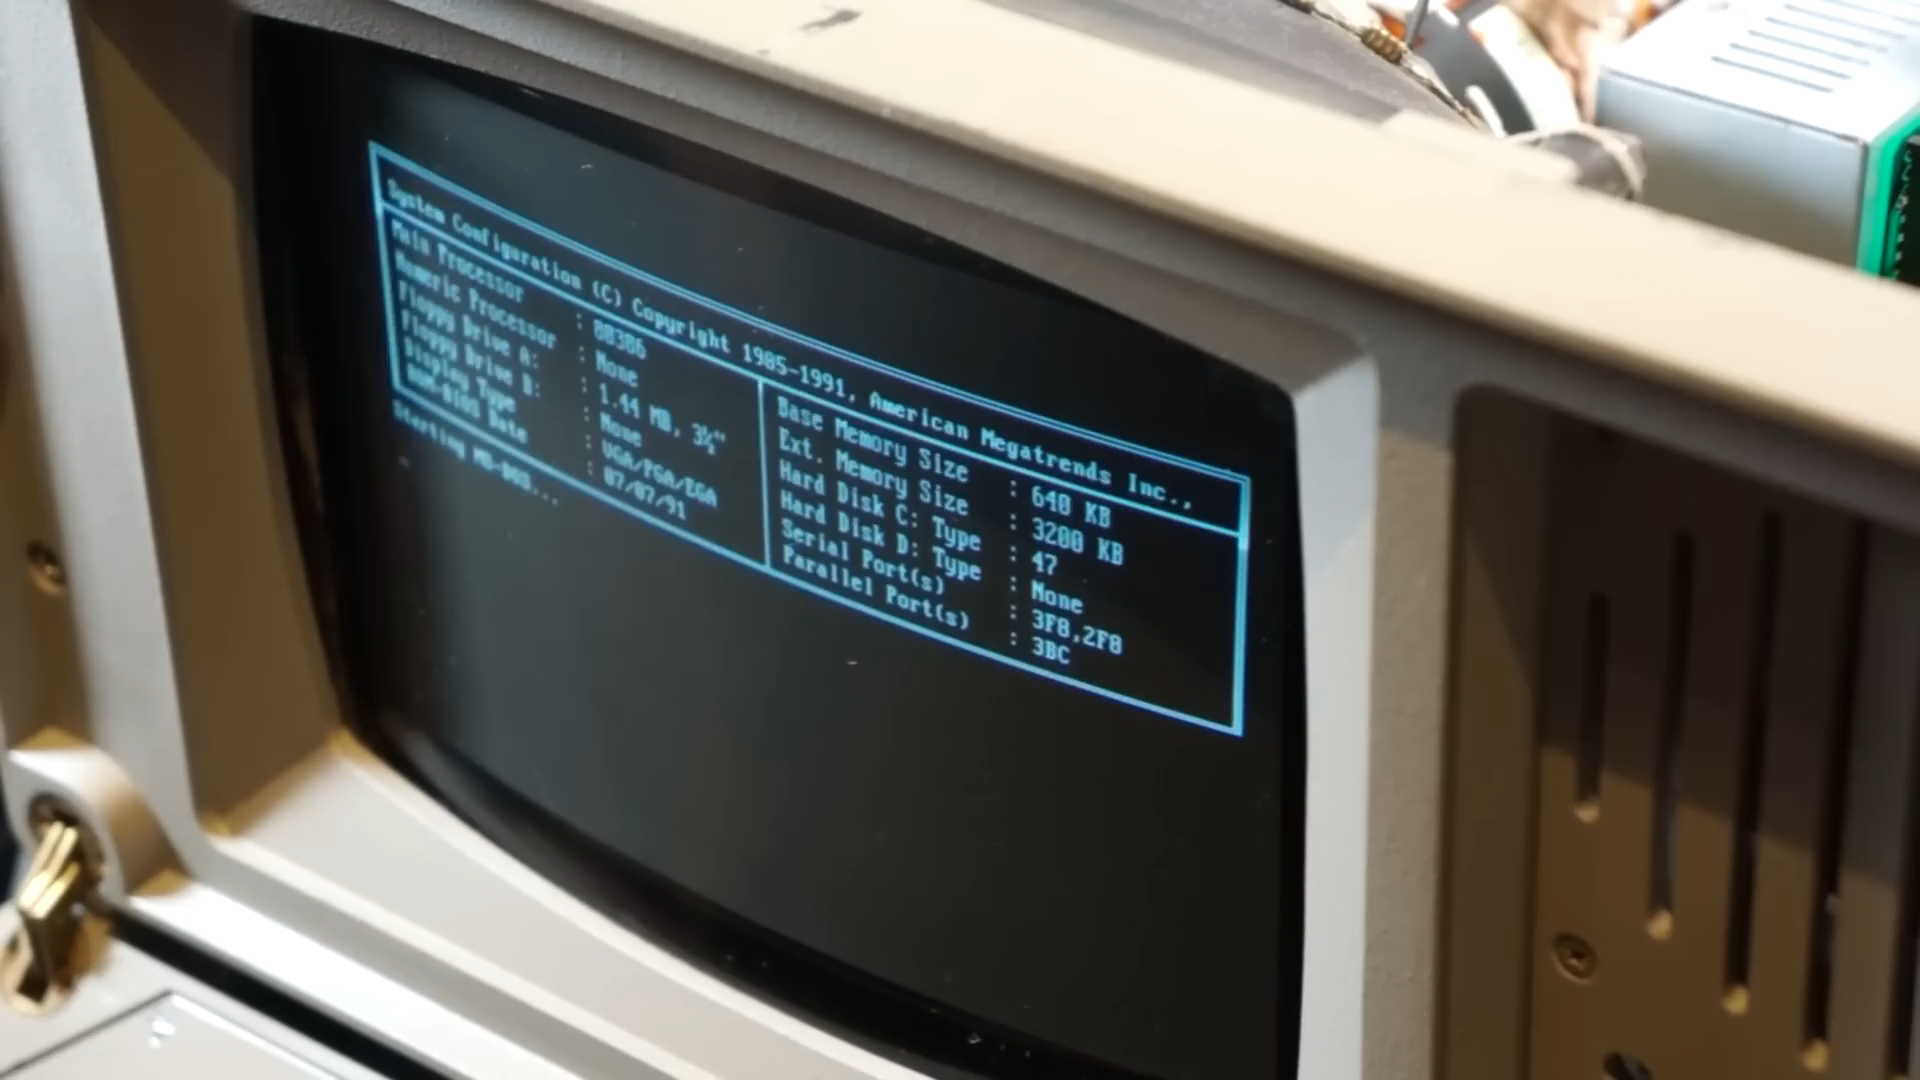 System Configuration (C) Copyright 1985-1991, American Megatrends Inc.,
Main Processor : 80386
Numeric Processor : None
Floppy Drive A: : 1.44 MB, 3½"
Floppy Drive B: : None
Display Type : VGA/PGA/EGA
ROM-BIOS Date : 07/07/91
Base Memory Size : 640 KB
Ext. Memory Size : 3200 KB
Hard Disk C: Type : 47
Hard Disk D: Type : None
Serial Port(s) : 3F8,2F8
Parallel Port(s) : 3BC
Starting MS-DOS...